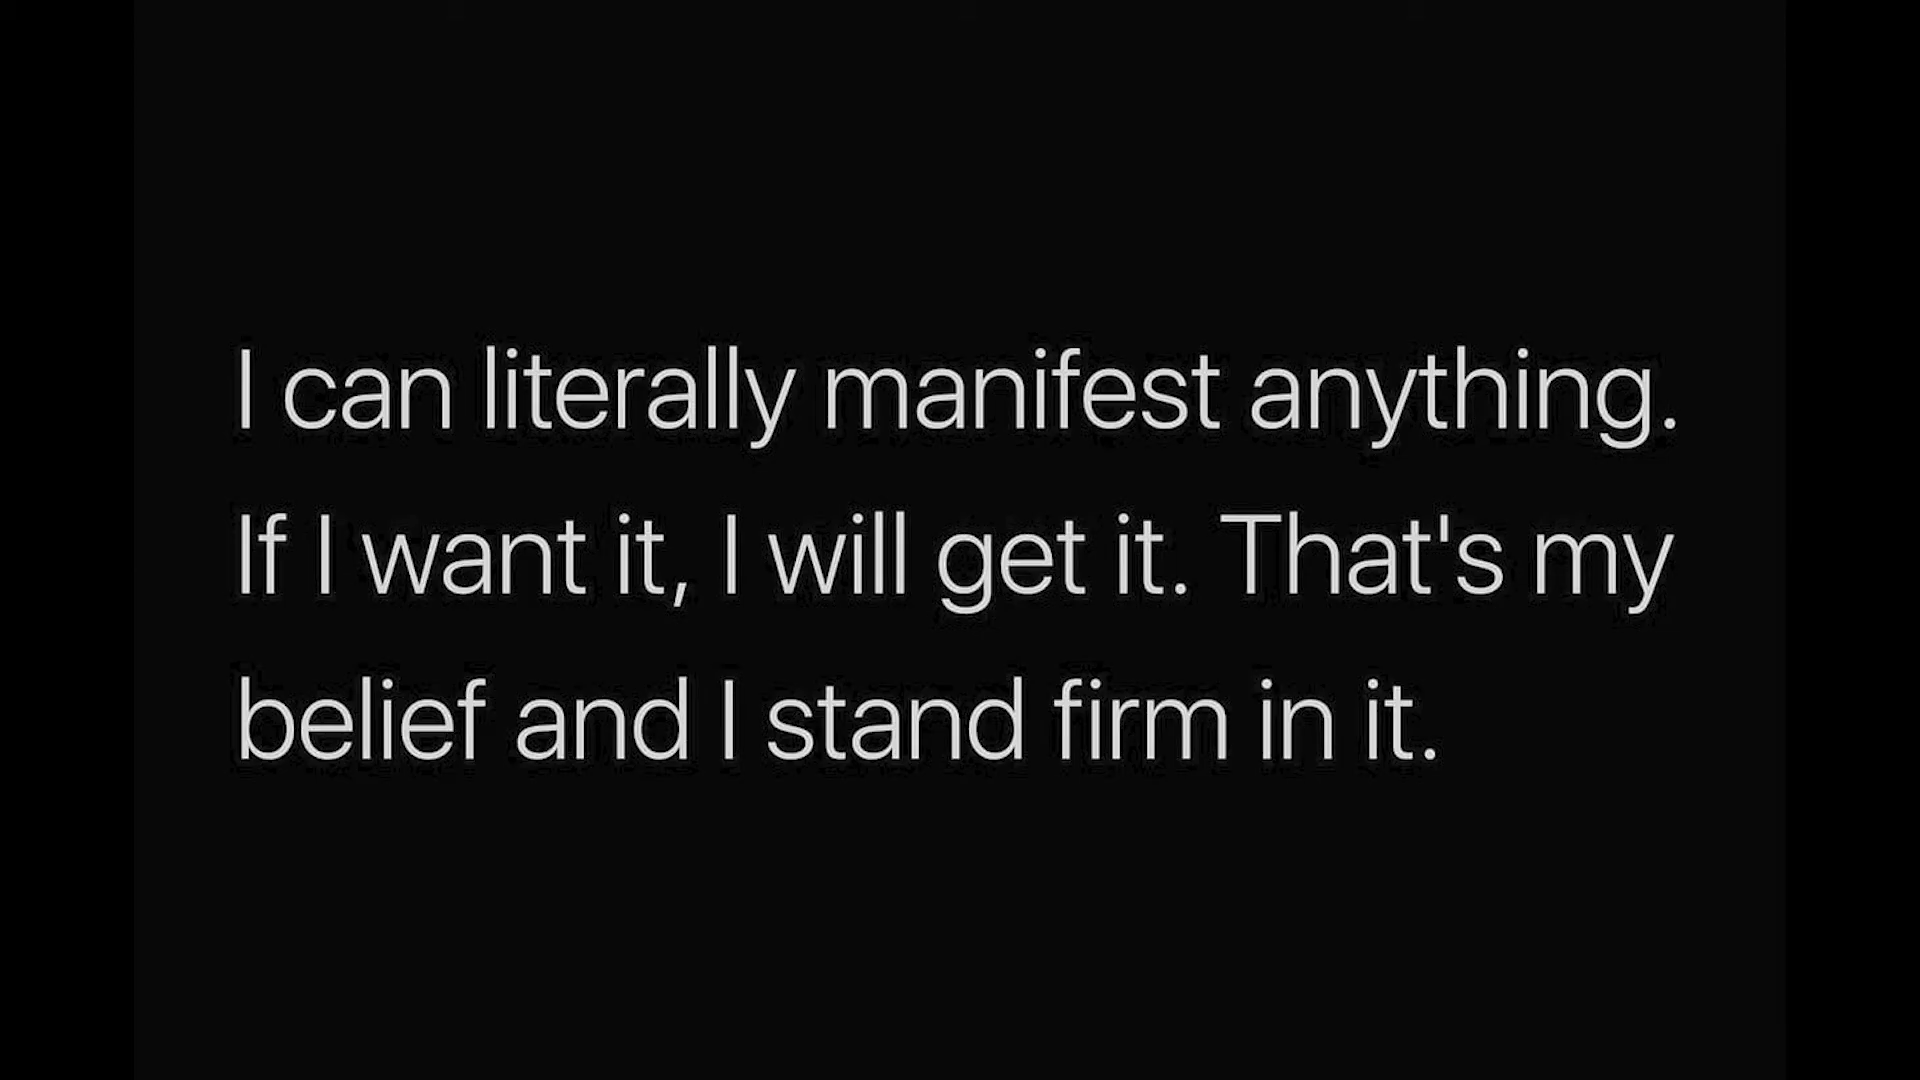 I can literally manifest anything.
If I want it, I will get it. That's my
belief and I stand firm in it.